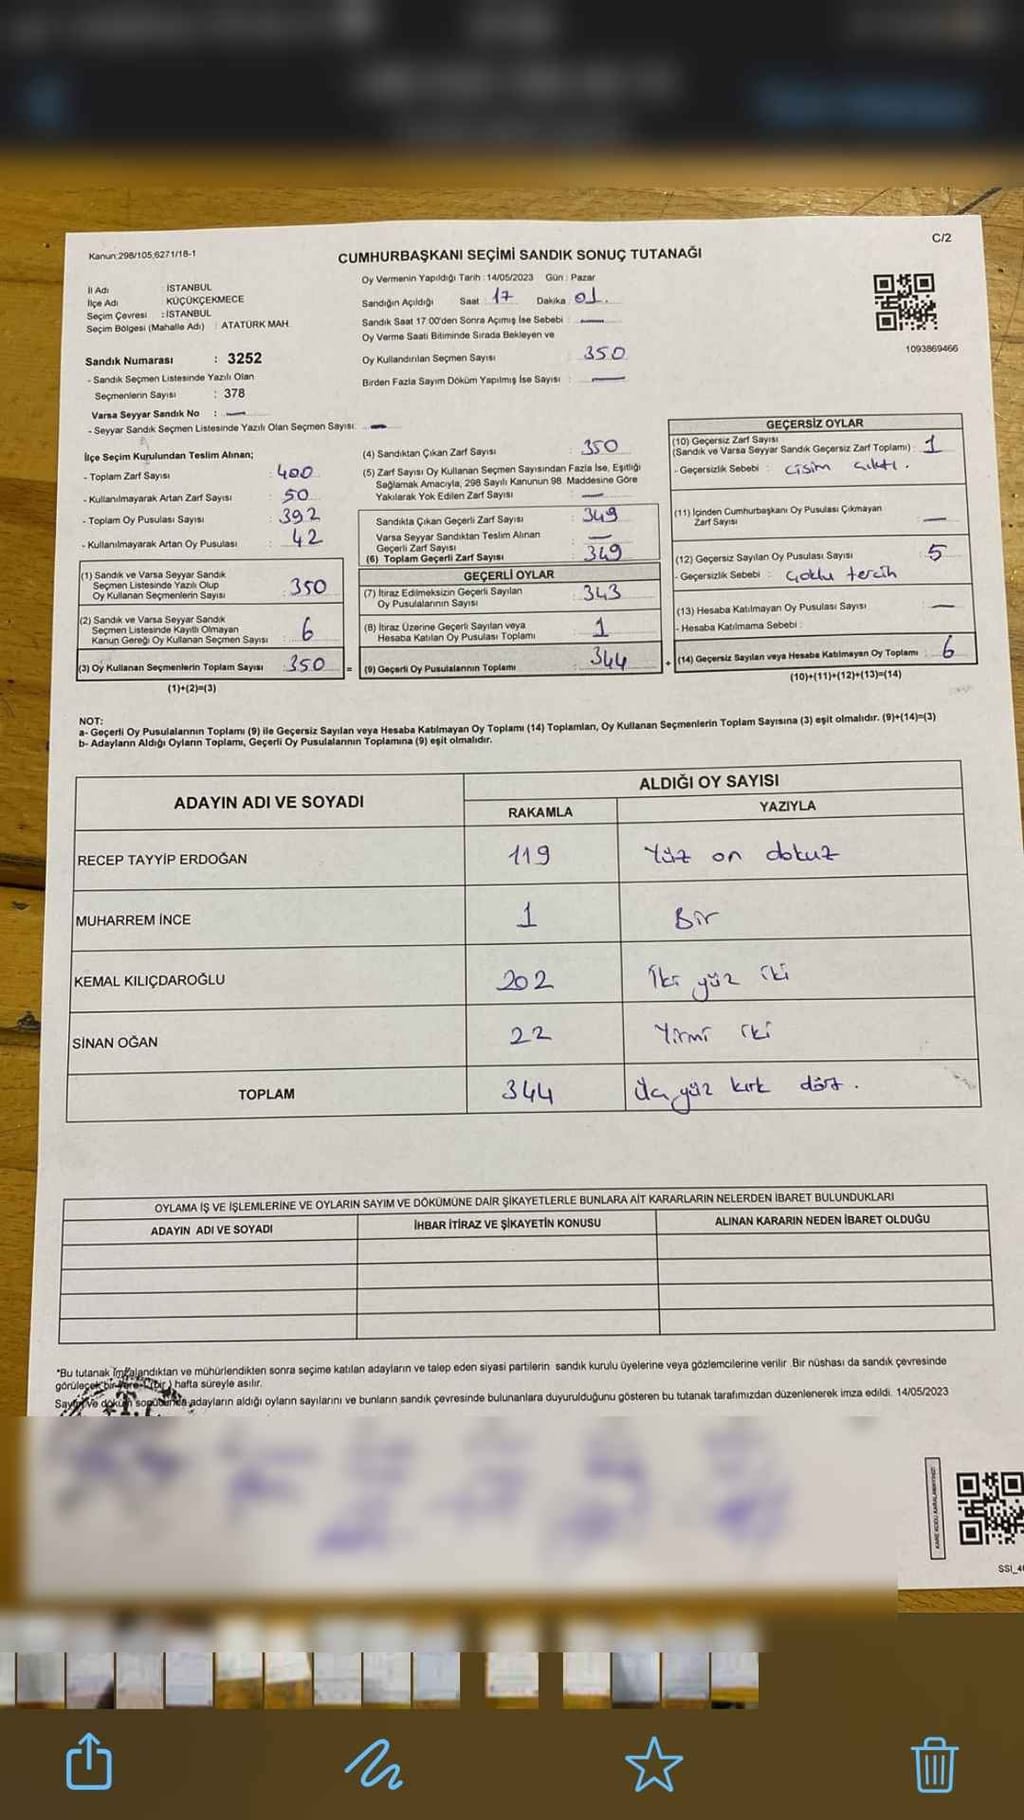 C/2
Kanun:298/105,6271/18-1
CUMHURBAŞKANI SEÇİMİ SANDIK SONUÇ TUTANAĞI
İl Adı İSTANBUL
İlçe Adı KÜÇÜKÇEKMECE
Seçim Çevresi : İSTANBUL
Seçim Bölgesi (Mahalle Adı) : ATATÜRK MAH.
Sandık Numarası : 3252
- Sandık Seçmen Listesinde Yazılı Olan
Seçmenlerin Sayısı : 378
Varsa Seyyar Sandık No : —
- Seyyar Sandık Seçmen Listesinde Yazılı Olan Seçmen Sayısı: —
Oy Vermenin Yapıldığı Tarih : 14/05/2023 Gün : Pazar
Sandığın Açıldığı Saat 17 Dakika 01.
Sandık Saat 17.00'den Sonra Açımış İse Sebebi : —
Oy Verme Saati Bitiminde Sırada Bekleyen ve
Oy Kullandırılan Seçmen Sayısı 350
Birden Fazla Sayım Döküm Yapılmış İse Sayısı : —
1093869466
İlçe Seçim Kurulundan Teslim Alınan;
- Toplam Zarf Sayısı : 400
- Kullanılmayarak Artan Zarf Sayısı : 50
- Toplam Oy Pusulası Sayısı : 392
- Kullanılmayarak Artan Oy Pusulası : 42
(1) Sandık ve Varsa Seyyar Sandık
Seçmen Listesinde Yazılı Olup
Oy Kullanan Seçmenlerin Sayısı : 350
(2) Sandık ve Varsa Seyyar Sandık
Seçmen Listesinde Kayıtlı Olmayan
Kanun Gereği Oy Kullanan Seçmen Sayısı : 6
(3) Oy Kullanan Seçmenlerin Toplam Sayısı 350
(1)+(2)=(3)
(4) Sandıktan Çıkan Zarf Sayısı : 350
(5) Zarf Sayısı Oy Kullanan Seçmen Sayısından Fazla İse, Eşitliği
Sağlamak Amacıyla, 298 Sayılı Kanunun 98. Maddesine Göre
Yakılarak Yok Edilen Zarf Sayısı : —
Sandıkta Çıkan Geçerli Zarf Sayısı : 349
Varsa Seyyar Sandıktan Teslim Alınan
Geçerli Zarf Sayısı : —
(6) Toplam Geçerli Zarf Sayısı : 349
GEÇERLİ OYLAR
(7) İtiraz Edilmeksizin Geçerli Sayılan
Oy Pusulalarının Sayısı : 343
(8) İtiraz Üzerine Geçerli Sayılan veya
Hesaba Katılan Oy Pusulası Toplamı : 1
= (9) Geçerli Oy Pusulalarının Toplamı : 344
GEÇERSİZ OYLAR
(10) Geçersiz Zarf Sayısı
(Sandık ve Varsa Seyyar Sandık Geçersiz Zarf Toplamı) : 1
- Geçersizlik Sebebi : cisim çıktı.
(11) İçinden Cumhurbaşkanı Oy Pusulası Çıkmayan
Zarf Sayısı —
(12) Geçersiz Sayılan Oy Pusulası Sayısı : 5
- Geçersizlik Sebebi : çoklu tercih
(13) Hesaba Katılmayan Oy Pusulası Sayısı : —
- Hesaba Katılmama Sebebi :
+ (14) Geçersiz Sayılan veya Hesaba Katılmayan Oy Toplamı : 6
(10)+(11)+(12)+(13)=(14)
NOT:
a- Geçerli Oy Pusulalarının Toplamı (9) ile Geçersiz Sayılan veya Hesaba Katılmayan Oy Toplamı (14) Toplamları, Oy Kullanan Seçmenlerin Toplam Sayısına (3) eşit olmalıdır. (9)+(14)=(3)
b- Adayların Aldığı Oyların Toplamı, Geçerli Oy Pusulalarının Toplamına (9) eşit olmalıdır.
ADAYIN ADI VE SOYADI ALDIĞI OY SAYISI
RAKAMLA YAZIYLA
RECEP TAYYİP ERDOĞAN 119 Yüz on dokuz
MUHARREM İNCE 1 Bir
KEMAL KILIÇDAROĞLU 202 İki yüz iki
SİNAN OĞAN 22 Yirmi iki
TOPLAM 344 Üç yüz kırk dört.
OYLAMA İŞ VE İŞLEMLERİNE VE OYLARIN SAYIM VE DÖKÜMÜNE DAİR ŞİKAYETLERLE BUNLARA AİT KARARLARIN NELERDEN İBARET BULUNDUKLARI
ADAYIN ADI VE SOYADI İHBAR İTİRAZ VE ŞİKAYETİN KONUSU ALINAN KARARIN NEDEN İBARET OLDUĞU
*Bu tutanak İmzalandıktan ve mühürlendikten sonra seçime katılan adayların ve talep eden siyasi partilerin sandık kurulu üyelerine veya gözlemcilerine verilir. Bir nüshası da sandık çevresinde
görülecek bir yere 1 (bir) hafta süreyle asılır.
Sayım ve döküm sonucunda adayların aldığı oyların sayılarını ve bunların sandık çevresinde bulunanlara duyurulduğunu gösteren bu tutanak tarafımızdan düzenlenerek imza edildi. 14/05/2023
T.C.
KARE KODU KARALAMAYINIZ!